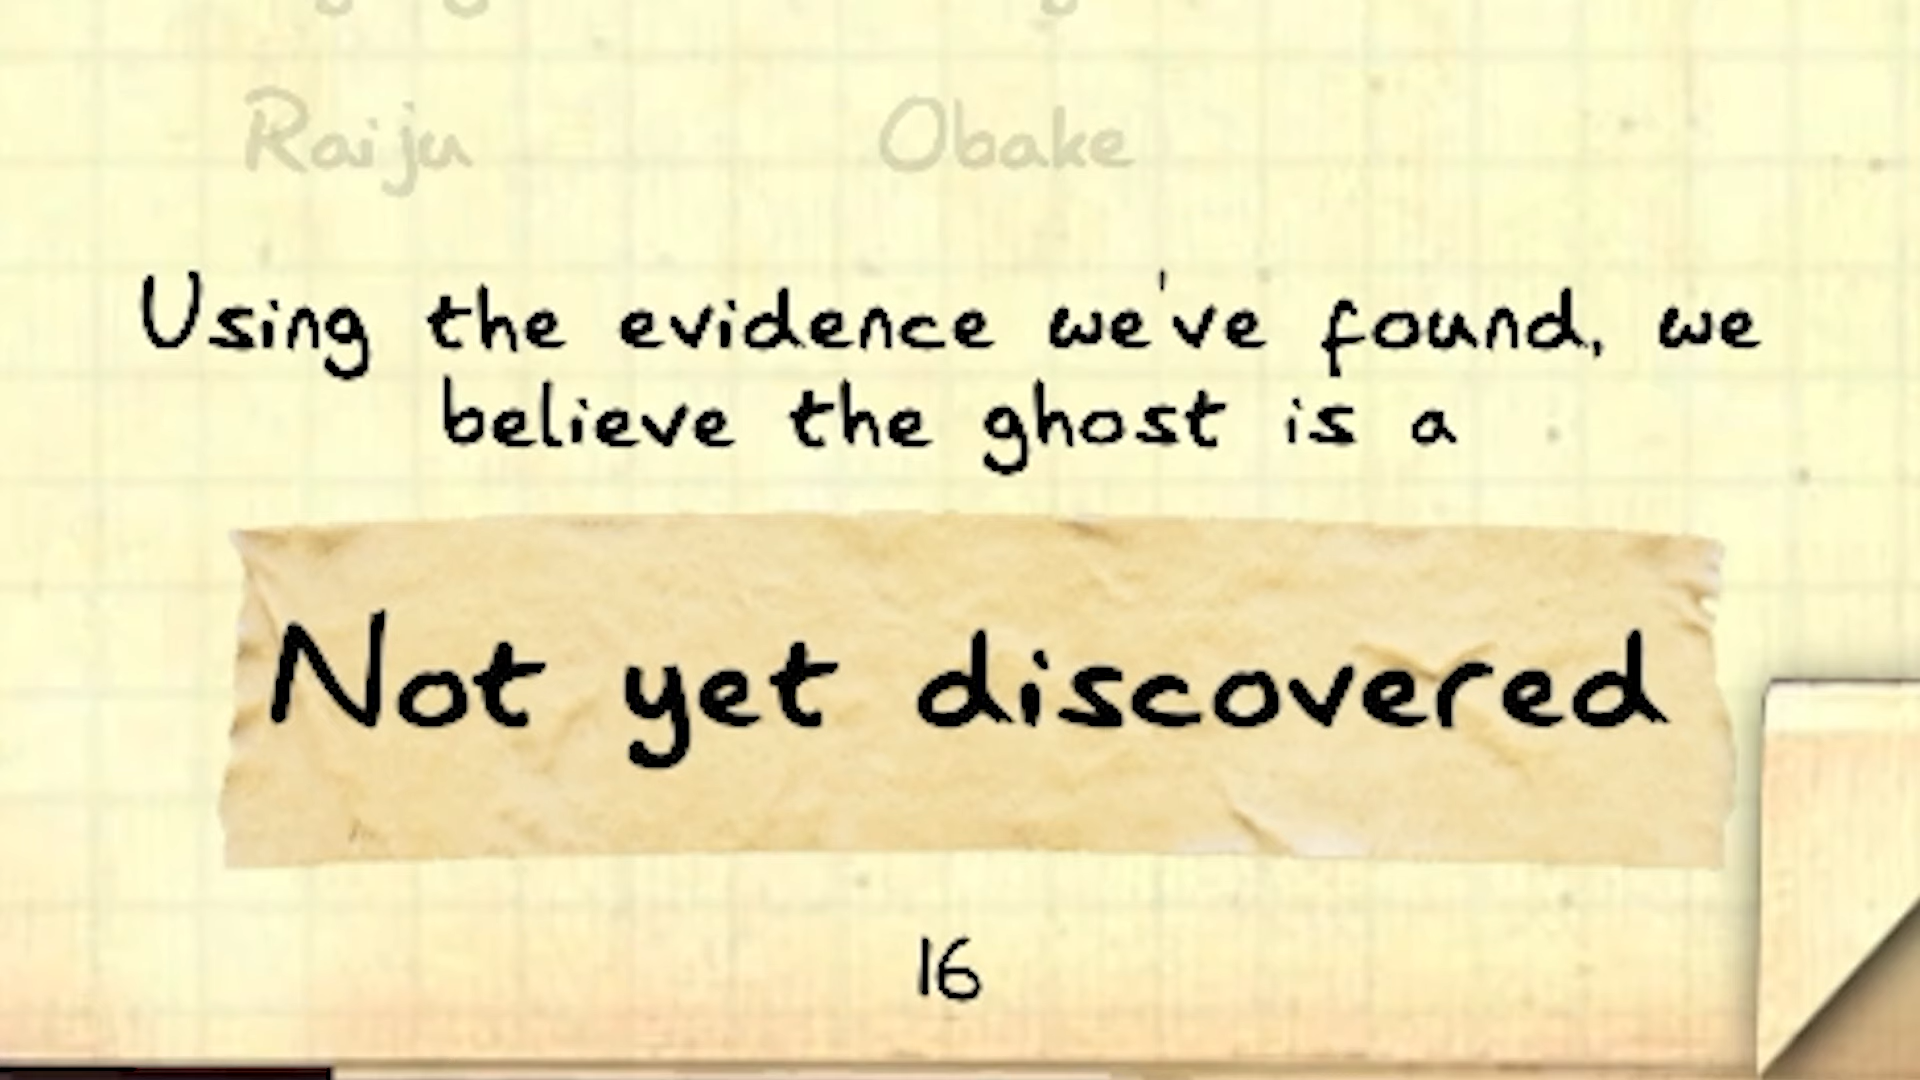 Raiju Obake
Using the evidence we've found, we
believe the ghost is a
Not yet discovered
16